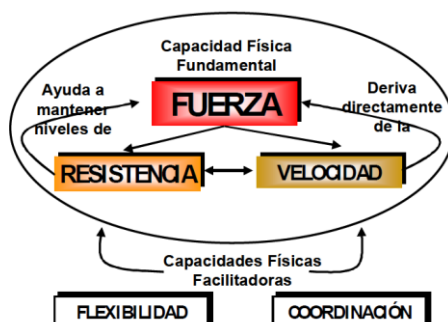 Capacidad Física
Fundamental
Ayuda a
mantener
niveles de
FUERZA
Deriva
directamente
de la
RESISTENCIA
VELOCIDAD
Capacidades Físicas
Facilitadoras
FLEXIBILIDAD
COORDINACIÓN